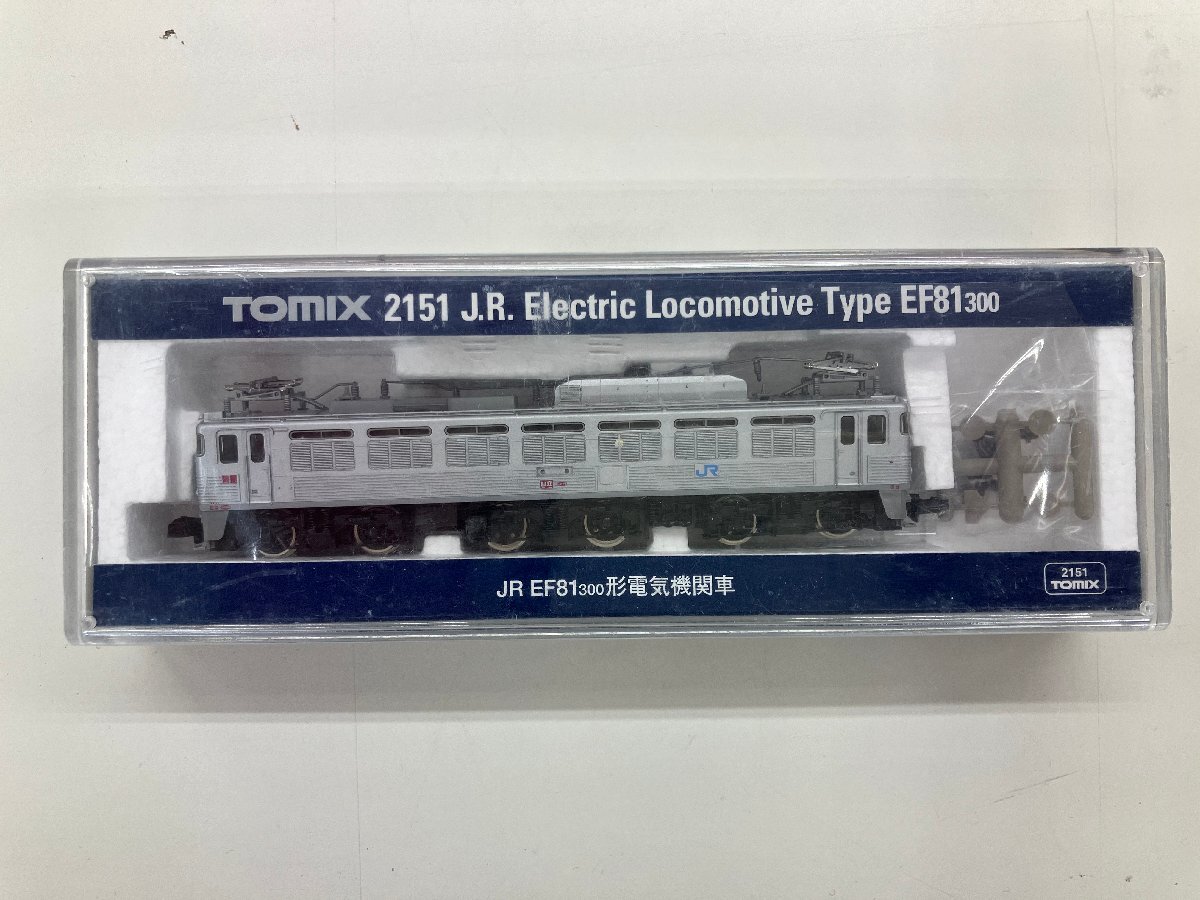 TOMIX 2151 J.R. Electric Locomotive Type EF81300
JR
JR EF81300形電気機関車
2151
TOMIX